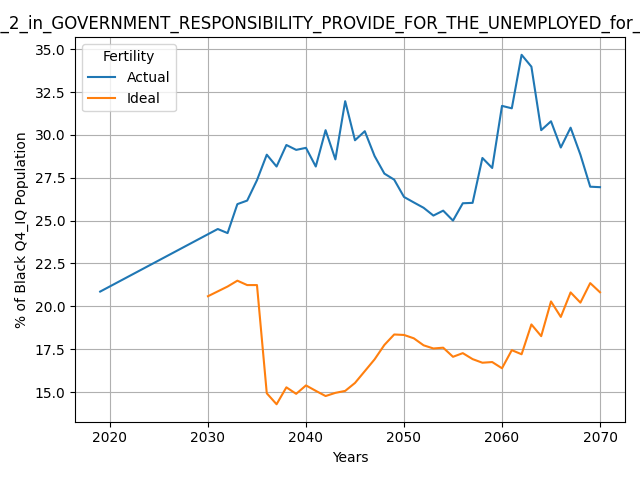 _2_in_GOVERNMENT_RESPONSIBILITY_PROVIDE_FOR_THE_UNEMPLOYED_for_
Fertility
Actual
Ideal
35.0
32.5
30.0
27.5
25.0
22.5
20.0
17.5
15.0
% of Black Q4_IQ Population
2020 2030 2040 2050 2060 2070
Years